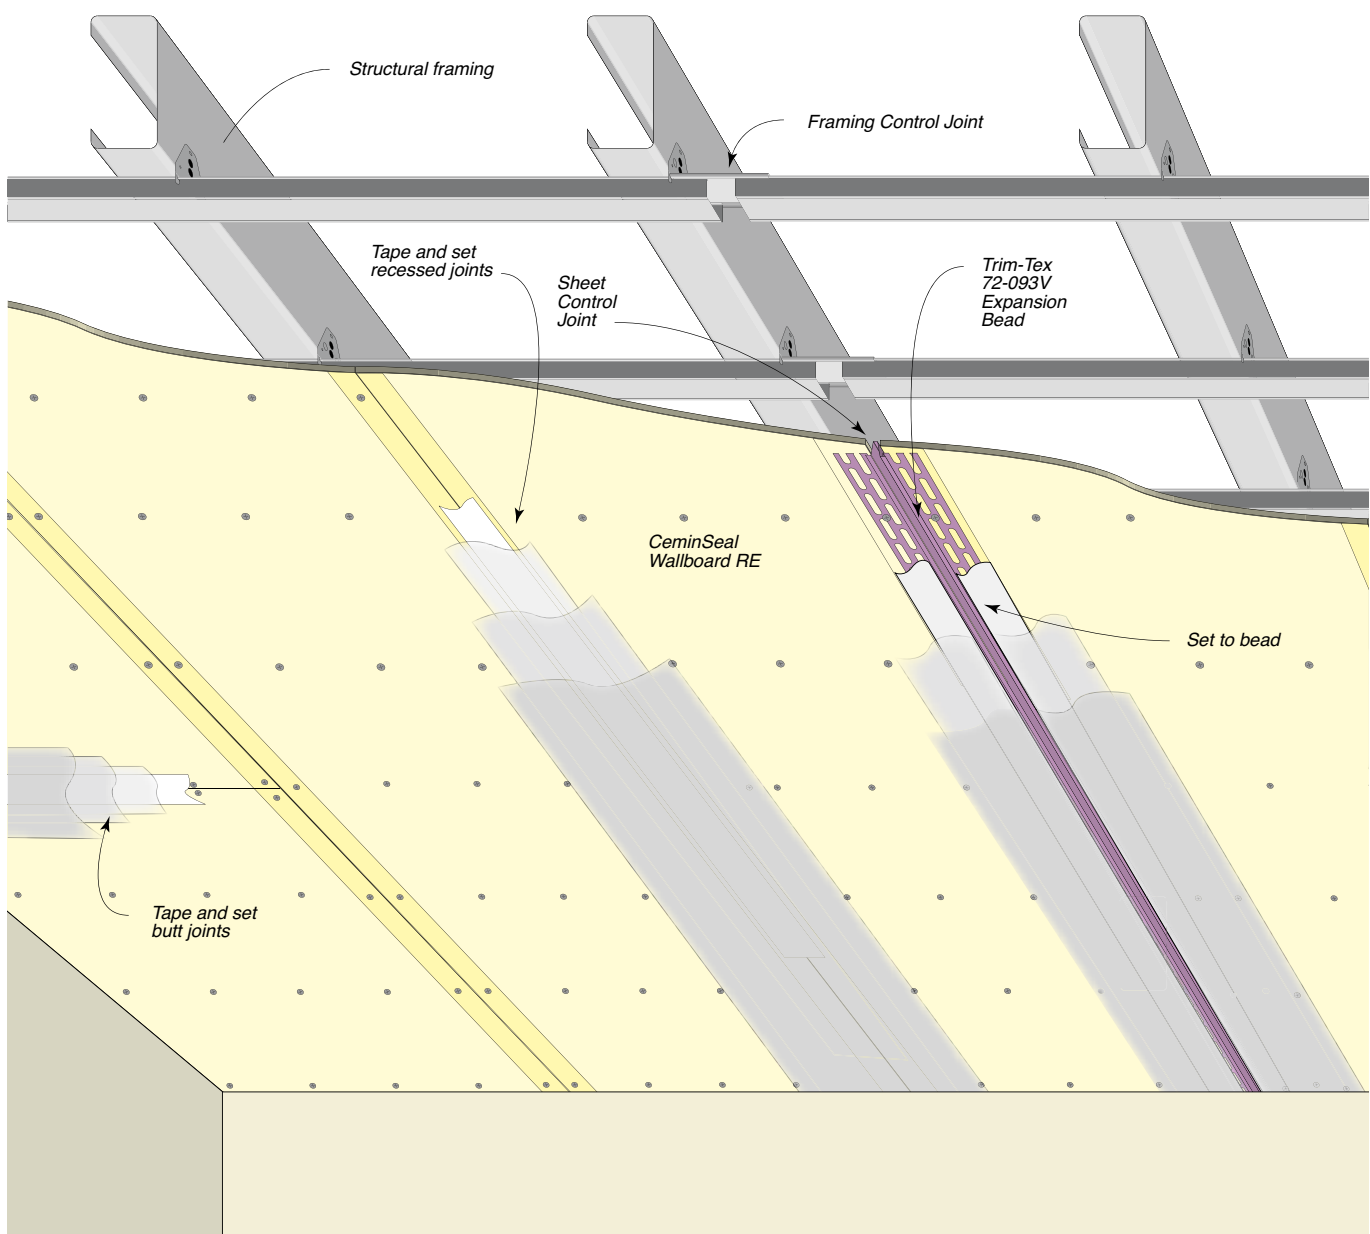 Structural framing
Framing Control Joint
Tape and set
recessed joints
Sheet
Control
Joint
Trim-Tex
72-093V
Expansion
Bead
CeminSeal
Wallboard RE
Set to bead
Tape and set
butt joints